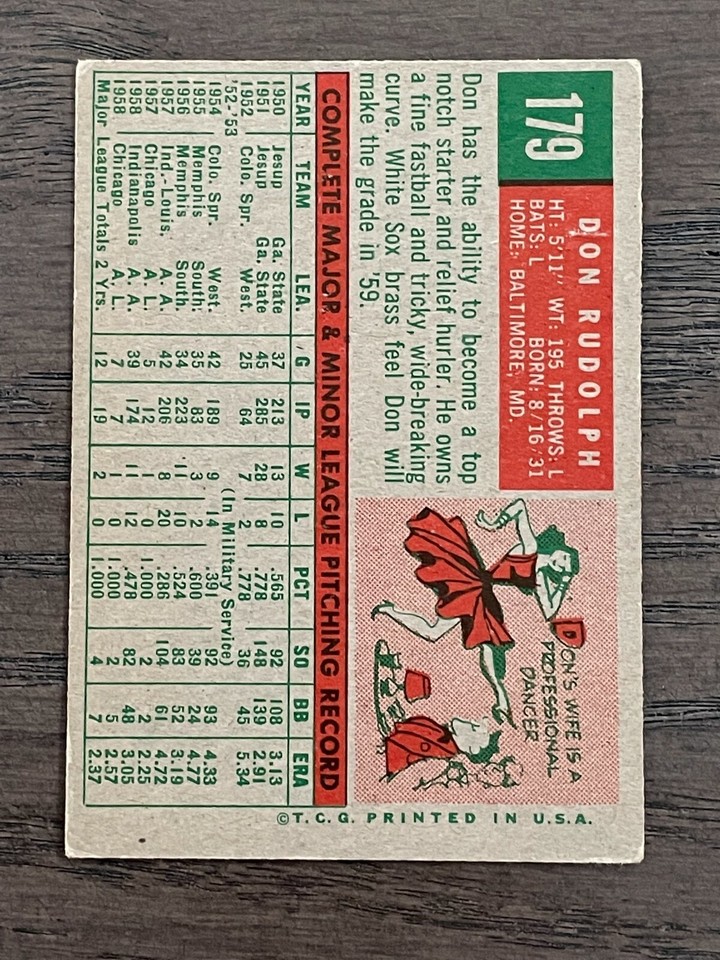 179
DON RUDOLPH
HT: 5'11" WT: 195 THROWS: L
BATS: L BORN: 8/16/31
HOME: BALTIMORE, MD.
Don has the ability to become a top
notch starter and relief hurler. He owns
a fine fastball and tricky, wide-breaking
curve. White Sox brass feel Don will
make the grade in '59.
DON'S WIFE IS A
PROFESSIONAL
DANCER
COMPLETE MAJOR & MINOR LEAGUE PITCHING RECORD
YEAR TEAM LEA. G IP W L PCT SO BB ERA
1950 Jesup Ga. State 37 213 13 10 .565 92 108 3.13
1951 Jesup Ga. State 45 285 28 8 .778 148 139 2.91
1952 Colo. Spr. West. 25 64 7 2 .778 36 45 5.34
'52-'53 (In Military Service)
1954 Colo. Spr. West. 42 189 9 14 .391 92 93 4.33
1955 Memphis South. 35 83 3 2 .600 39 24 4.77
1956 Memphis South. 34 223 11 10 .524 83 52 3.19
1957 Ind.-Louis. A. A. 42 206 8 20 .286 104 61 4.72
1957 Chicago A. L. 5 12 1 0 1.000 2 2 2.25
1958 Indianapolis A. A. 39 174 11 12 .478 82 48 3.05
1958 Chicago A. L. 7 7 1 0 1.000 2 5 2.57
Major League Totals 2 Yrs. 12 19 2 0 1.000 4 7 2.37
©T.C.G. PRINTED IN U.S.A.